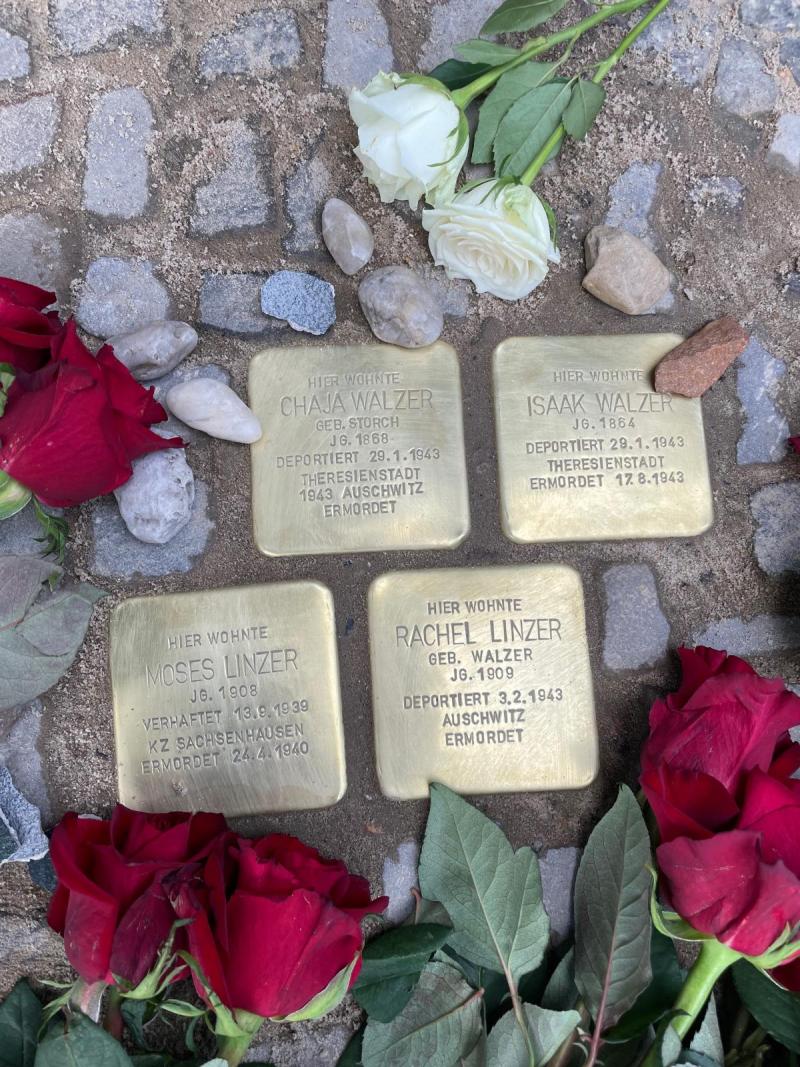 HIER WOHNTE
CHAJA WALZER
GEB. STORCH
JG. 1868
DEPORTIERT 29.1.1943
THERESIENSTADT
1943 AUSCHWITZ
ERMORDET
HIER WOHNTE
ISAAK WALZER
JG. 1864
DEPORTIERT 29.1.1943
THERESIENSTADT
ERMORDET 17.8.1943
HIER WOHNTE
MOSES LINZER
JG. 1908
VERHAFTET 13.9.1939
KZ SACHSENHAUSEN
ERMORDET 24.4.1940
HIER WOHNTE
RACHEL LINZER
GEB. WALZER
JG. 1909
DEPORTIERT 3.2.1943
AUSCHWITZ
ERMORDET